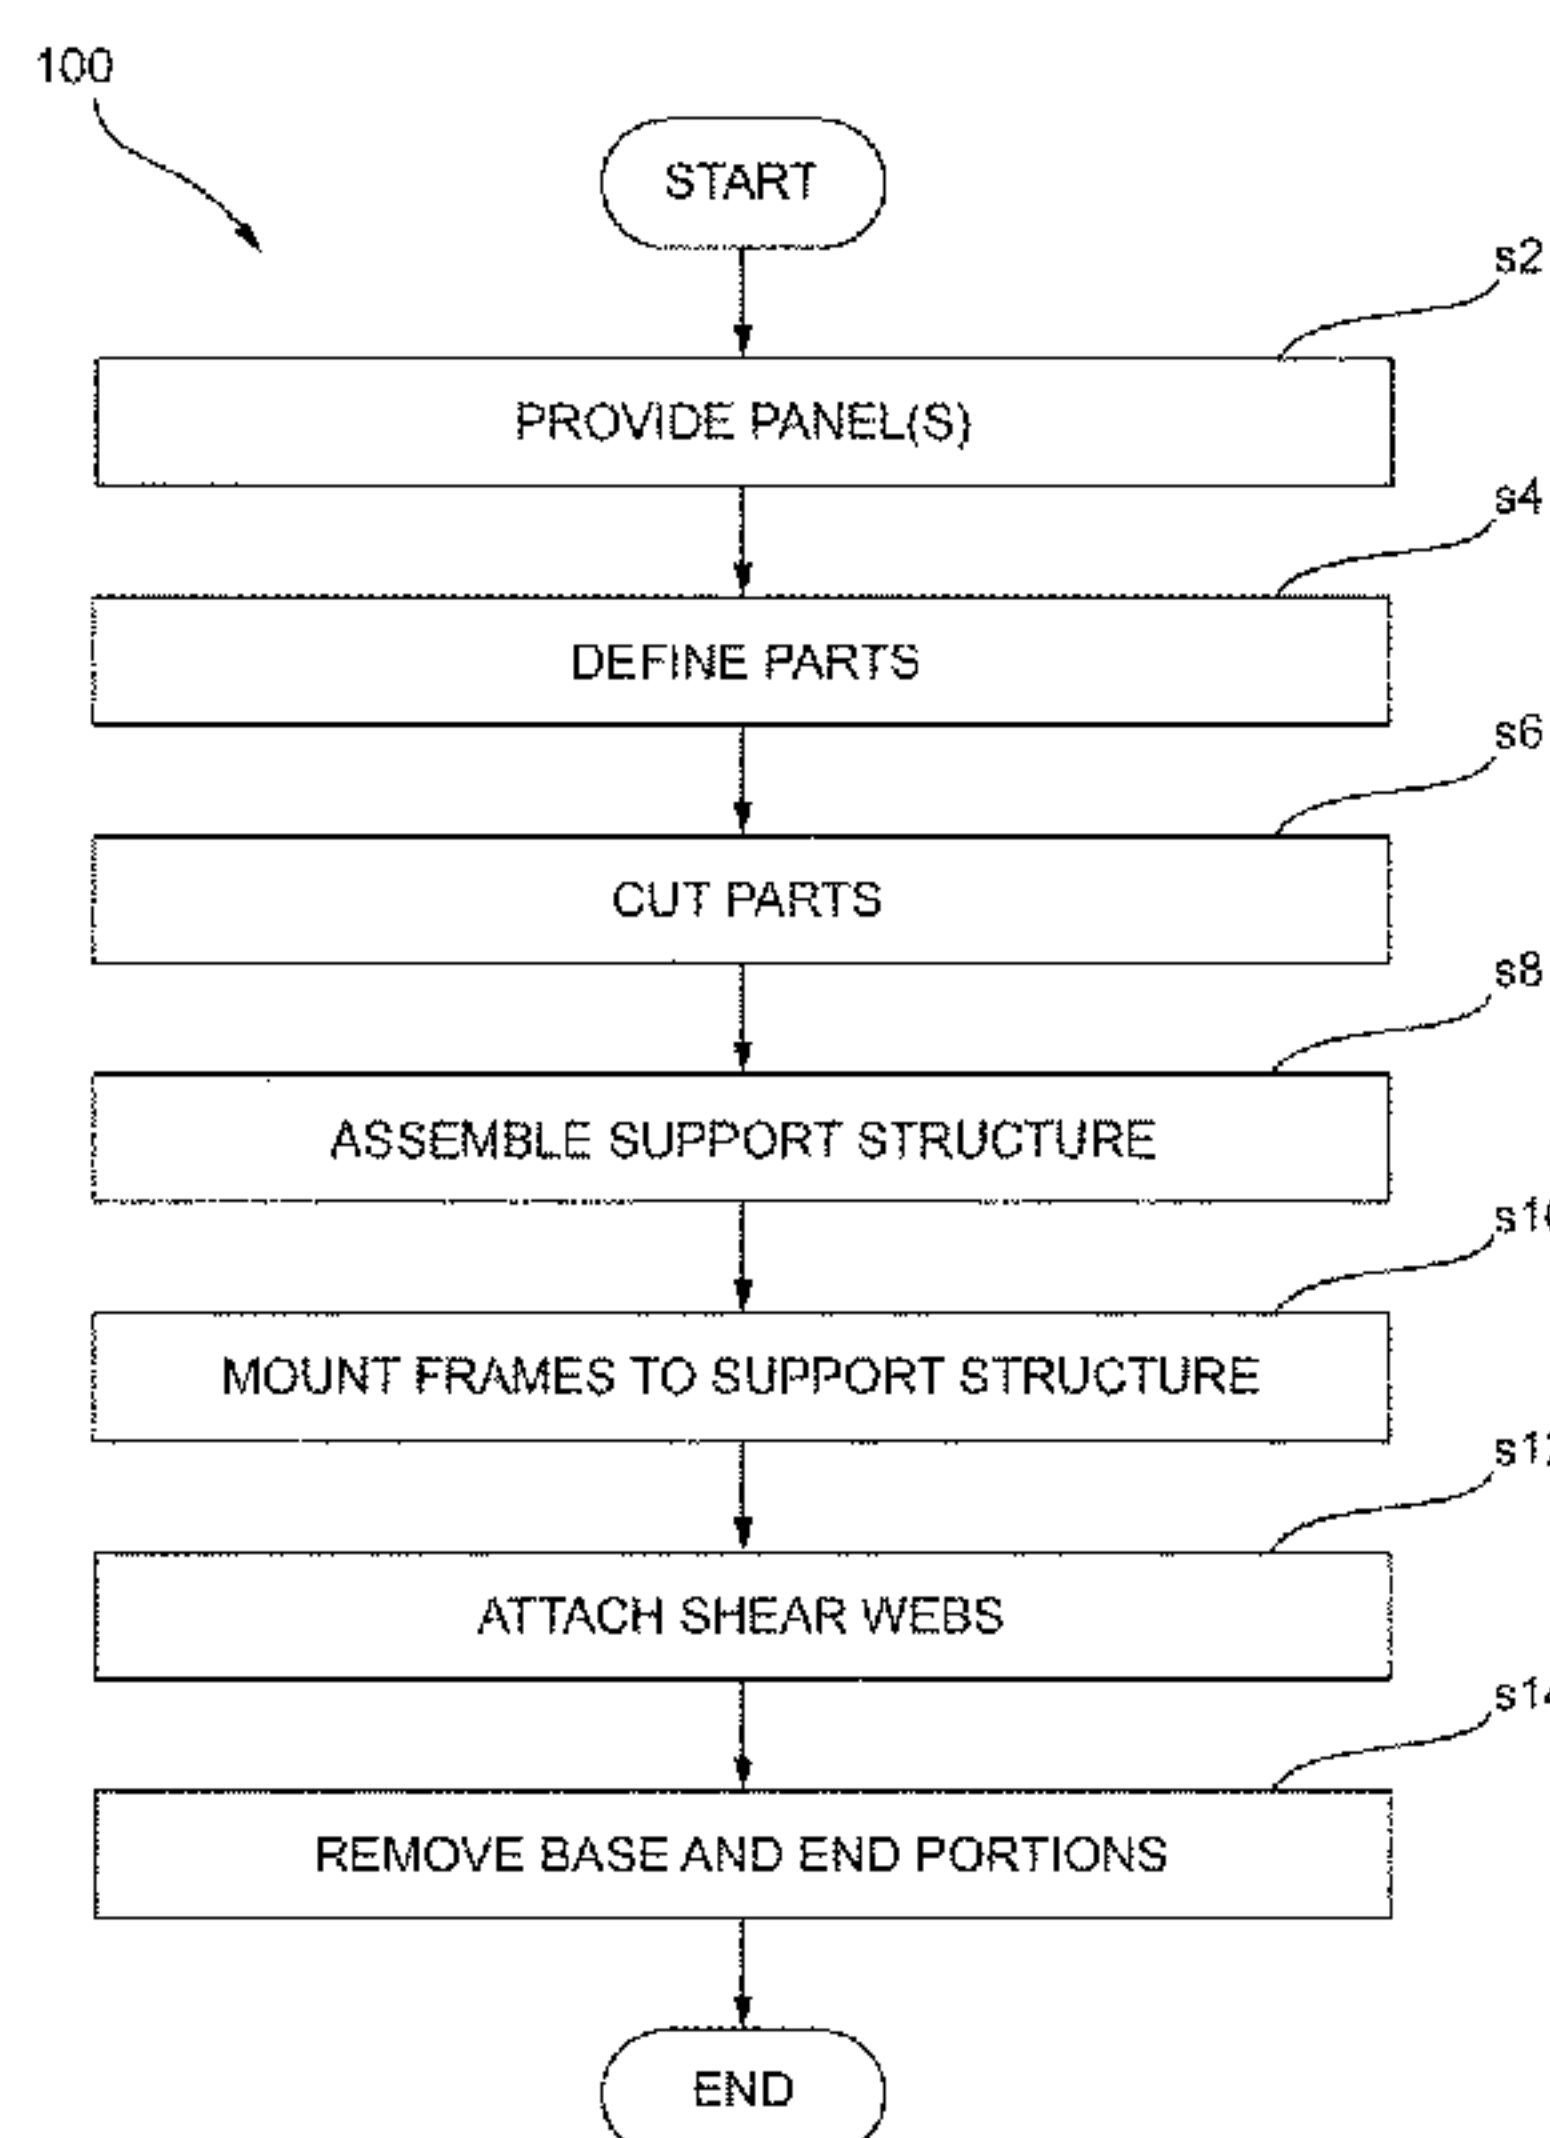 100
START
s2
PROVIDE PANEL(S)
s4
DEFINE PARTS
s6
CUT PARTS
s8
ASSEMBLE SUPPORT STRUCTURE
MOUNT FRAMES TO SUPPORT STRUCTURE
ATTACH SHEAR WEBS
REMOVE BASE AND END PORTIONS
END